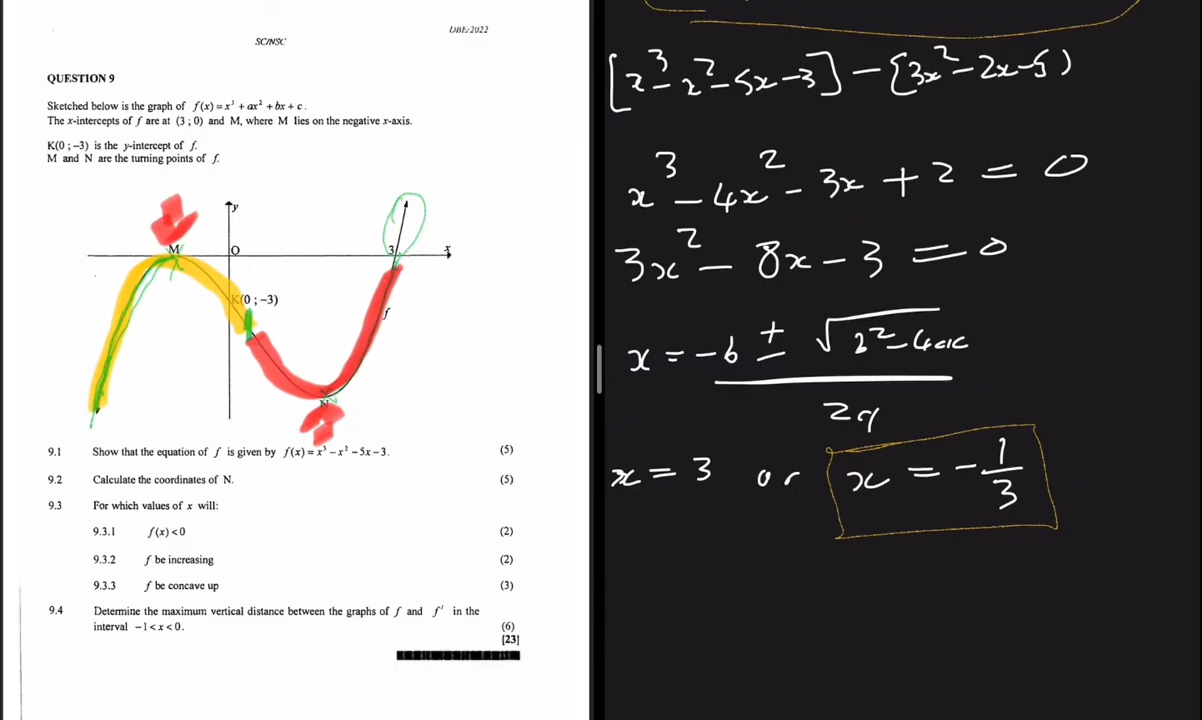 DBE/2022
SC/NSC
QUESTION 9
Sketched below is the graph of f(x) = x³ + ax² + bx + c.
The x-intercepts of f are at (3 ; 0) and M, where M lies on the negative x-axis.
K(0 ; −3) is the y-intercept of f.
M and N are the turning points of f.
y
M
O
3
x
K(0 ; −3)
f
N
9.1 Show that the equation of f is given by f(x) = x³ − x² − 5x − 3. (5)
9.2 Calculate the coordinates of N. (5)
9.3 For which values of x will:
9.3.1 f(x) < 0 (2)
9.3.2 f be increasing (2)
9.3.3 f be concave up (3)
9.4 Determine the maximum vertical distance between the graphs of f and f' in the
interval −1 < x < 0. (6)
[23]
[x³ − x² − 5x − 3] − [3x² − 2x − 5)
x³ − 4x² − 3x + 2 = 0
3x² − 8x − 3 = 0
x = −b ± √b² − 4ac
2a
x = 3 or x = −1/3